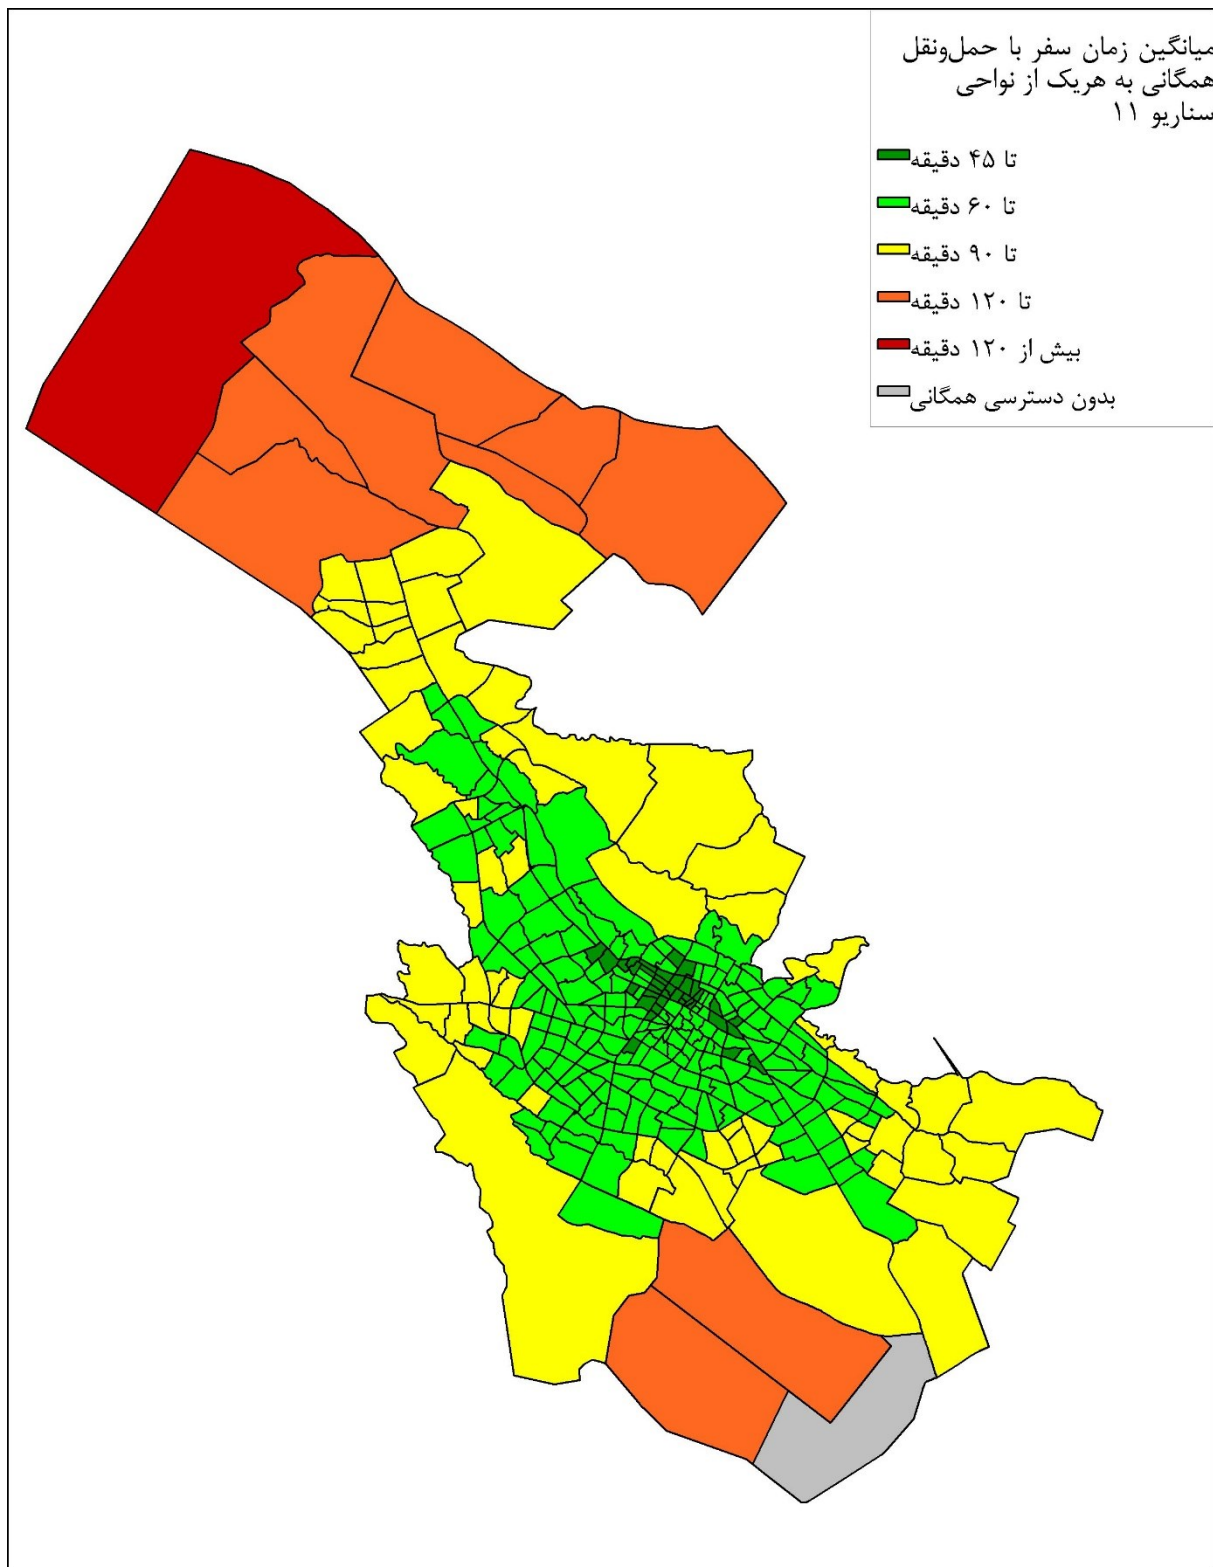 میانگین زمان سفر با حمل‌ونقل
همگانی به هریک از نواحی
سناریو ۱۱
تا ۴۵ دقیقه
تا ۶۰ دقیقه
تا ۹۰ دقیقه
تا ۱۲۰ دقیقه
بیش از ۱۲۰ دقیقه
بدون دسترسی همگانی